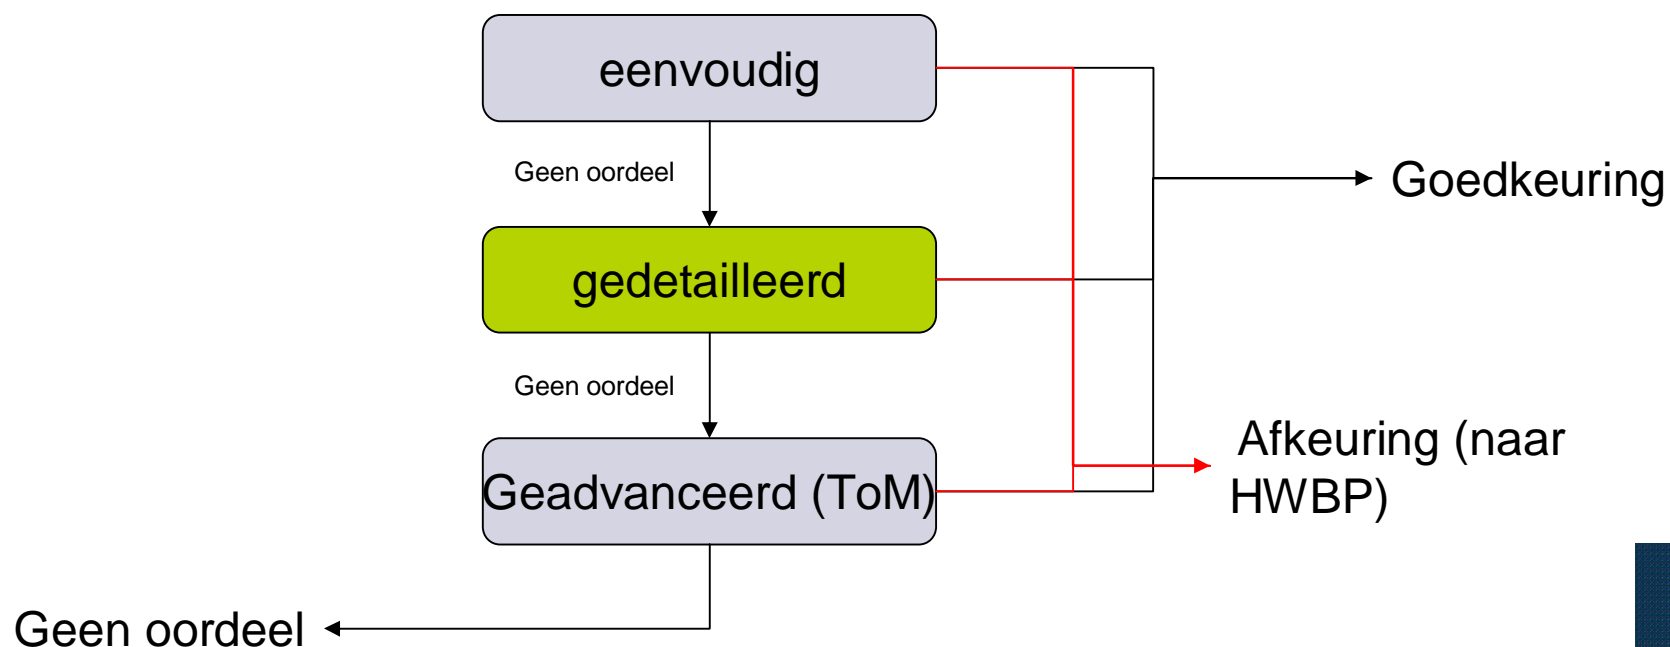 eenvoudig
Geen oordeel
Goedkeuring
gedetailleerd
Geen oordeel
Afkeuring (naar
HWBP)
Geadvanceerd (ToM)
Geen oordeel